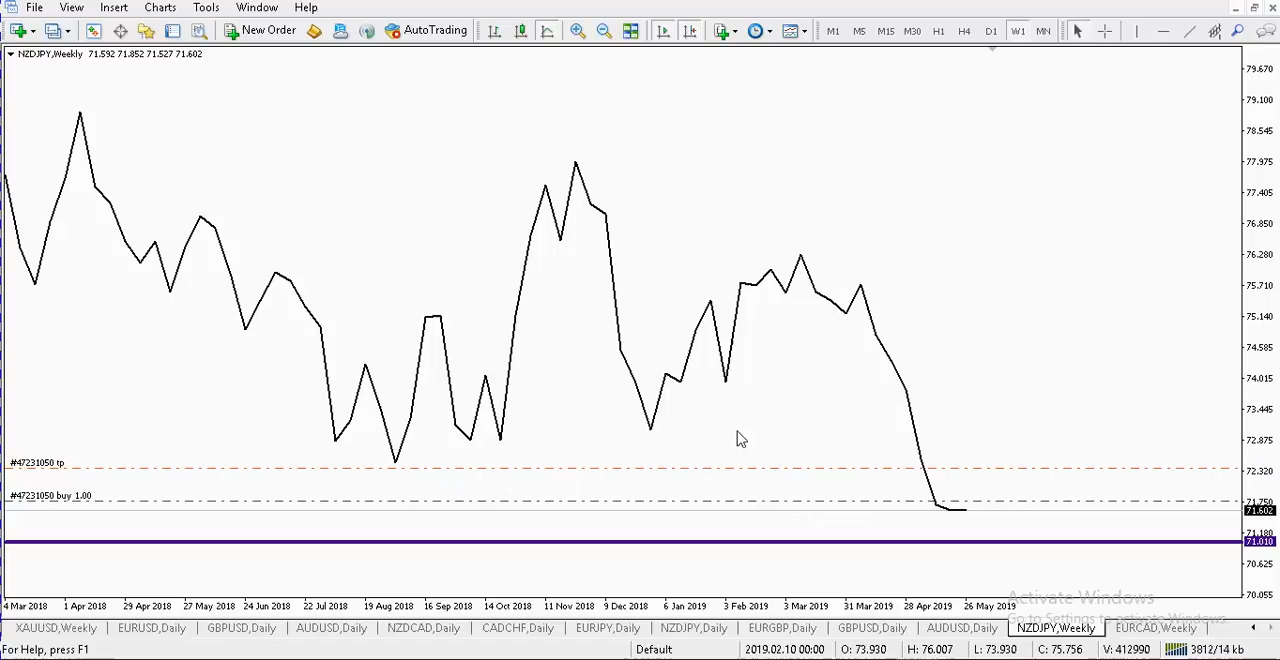 File View Insert Charts Tools Window Help
New Order AutoTrading M1 M5 M15 M30 H1 H4 D1 W1 MN
NZDJPY,Weekly 71.592 71.852 71.527 71.602
79.670
79.100
78.545
77.975
77.405
76.850
76.280
75.710
75.140
74.585
74.015
73.445
72.875
#47231050 tp
72.320
#47231050 buy 1.00
71.750
71.602
71.180
71.010
70.625
70.055
4 Mar 2018 1 Apr 2018 29 Apr 2018 27 May 2018 24 Jun 2018 22 Jul 2018 19 Aug 2018 16 Sep 2018 14 Oct 2018 11 Nov 2018 9 Dec 2018 6 Jan 2019 3 Feb 2019 3 Mar 2019 31 Mar 2019 28 Apr 2019 26 May 2019
Activate Windows
Go to Settings to activate Windows.
XAUUSD,Weekly EURUSD,Daily GBPUSD,Daily AUDUSD,Daily NZDCAD,Daily CADCHF,Daily EURJPY,Daily NZDJPY,Daily EURGBP,Daily GBPUSD,Daily AUDUSD,Daily NZDJPY,Weekly EURCAD,Weekly
For Help, press F1 Default 2019.02.10 00:00 O: 73.930 H: 76.007 L: 73.930 C: 75.756 V: 412990 3812/14 kb